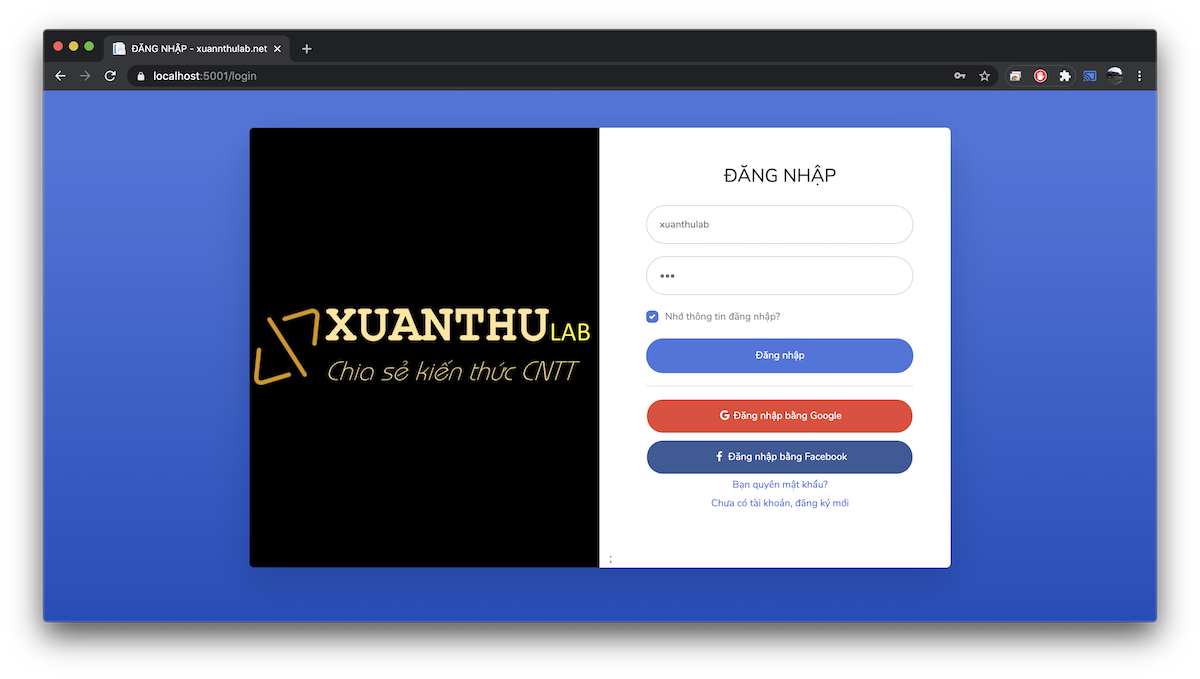 ĐĂNG NHẬP - xuannthulab.net
localhost:5001/login
XUANTHULAB
Chia sẻ kiến thức CNTT
ĐĂNG NHẬP
xuanthulab
•••
Nhớ thông tin đăng nhập?
Đăng nhập
G Đăng nhập bằng Google
f Đăng nhập bằng Facebook
Bạn quyên mật khẩu?
Chưa có tài khoản, đăng ký mới
;